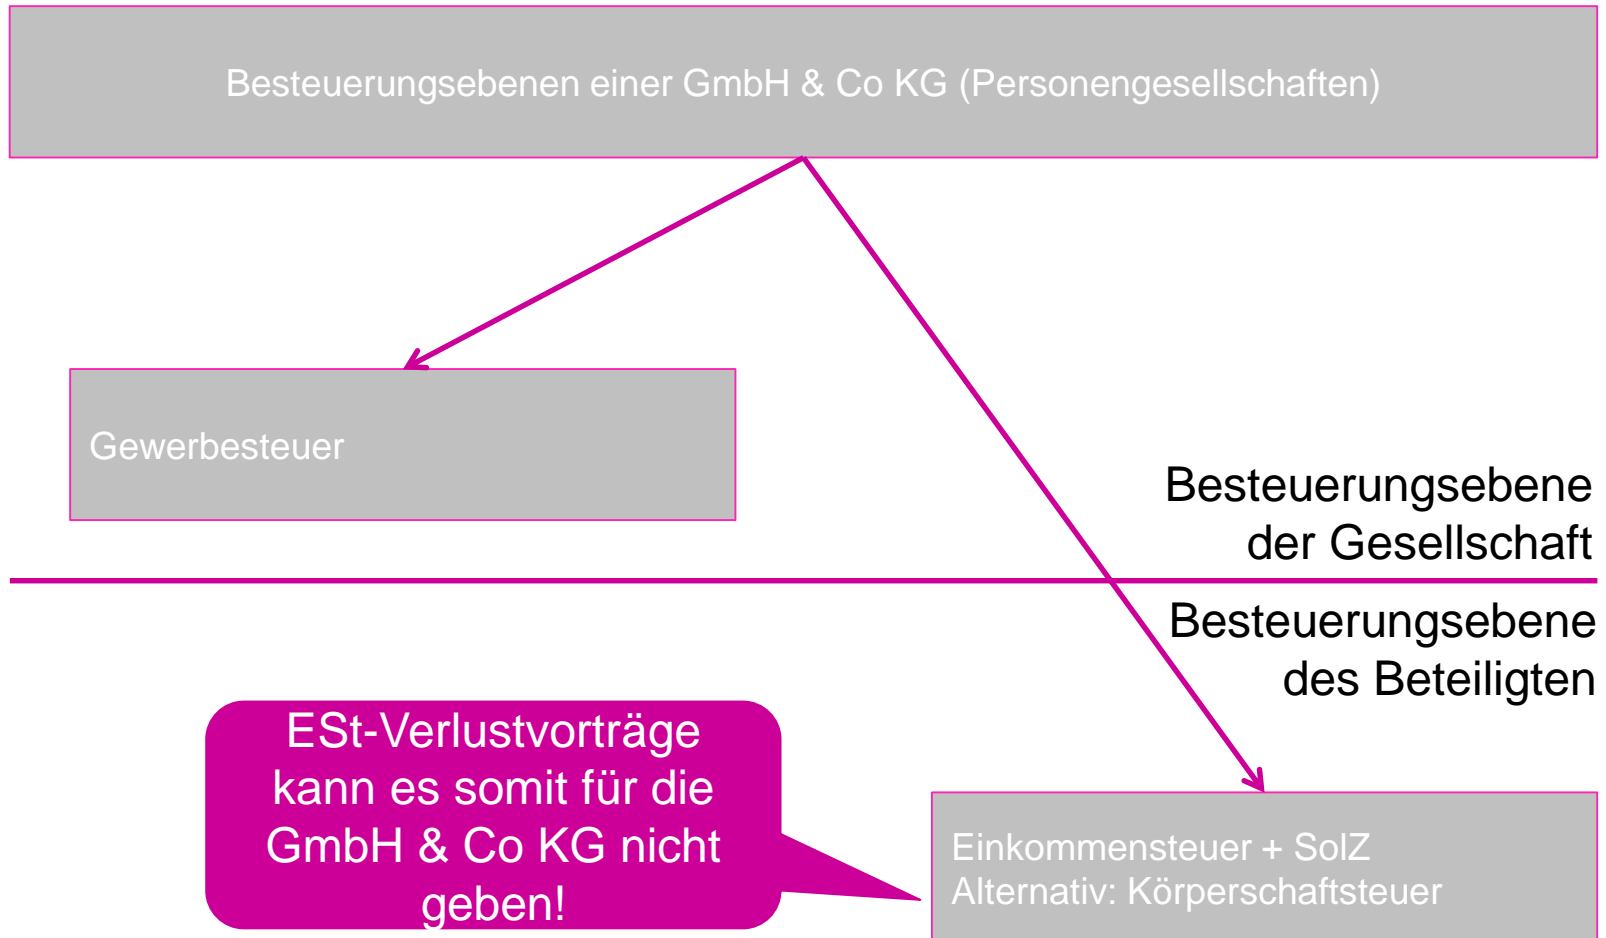 Besteuerungsebenen einer GmbH & Co KG (Personengesellschaften)
Gewerbesteuer
Besteuerungsebene
der Gesellschaft
Besteuerungsebene
des Beteiligten
ESt-Verlustvorträge
kann es somit für die
GmbH & Co KG nicht
geben!
Einkommensteuer + SolZ
Alternativ: Körperschaftsteuer